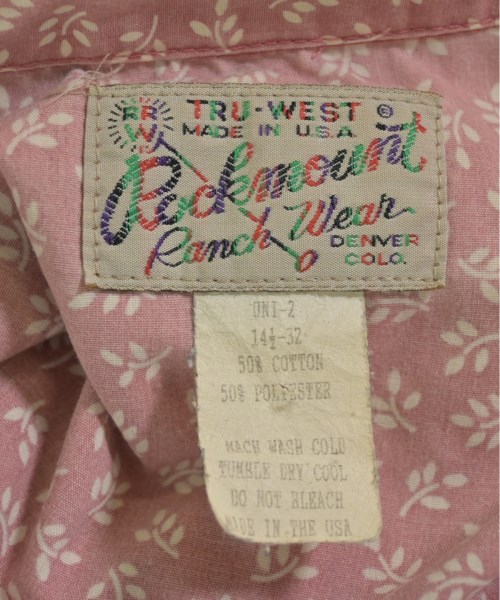 RR
W
TRU-WEST ®
MADE IN U.S.A.
Rockmount
Ranch Wear
DENVER
COLO.
UNI-2
14½-32
50% COTTON
50% POLYESTER
MACH WASH COLD
TUMBLE DRY COOL
DO NOT BLEACH
MADE IN THE USA